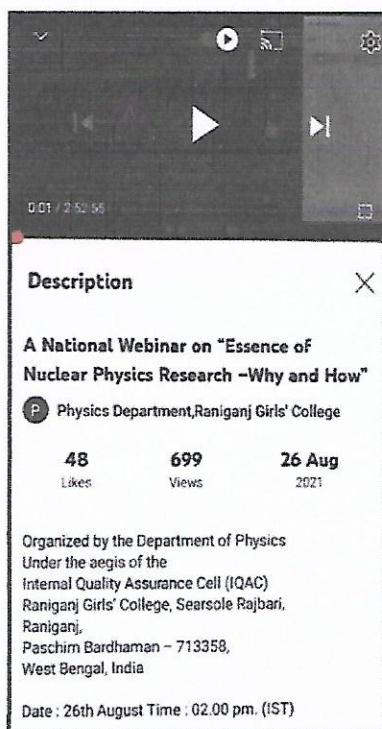 0:01 / 2:52:55
Description
A National Webinar on "Essence of
Nuclear Physics Research –Why and How"
P Physics Department,Raniganj Girls' College
48 699 26 Aug
Likes Views 2021
Organized by the Department of Physics
Under the aegis of the
Internal Quality Assurance Cell (IQAC)
Raniganj Girls' College, Searsole Rajbari,
Raniganj,
Paschim Bardhaman – 713358,
West Bengal, India
Date : 26th August Time : 02.00 pm. (IST)